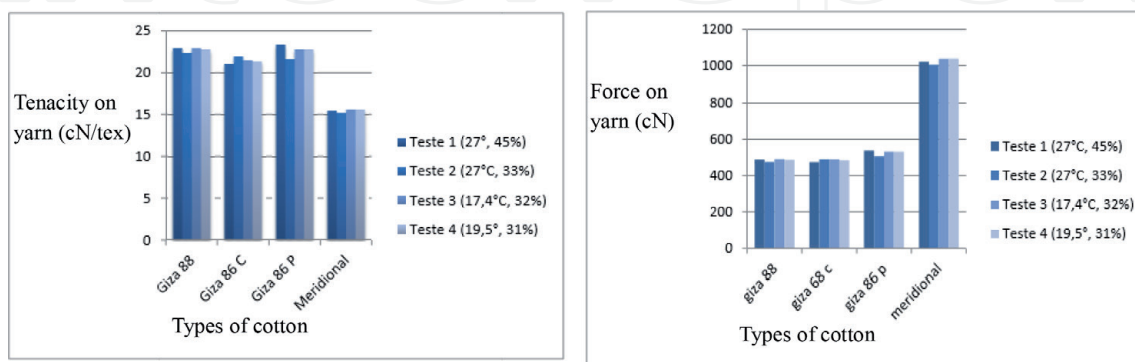 25
20
15
10
5
0
Tenacity on
yarn (cN/tex)
Giza 88
Giza 86 C
Giza 86 P
Meridional
Types of cotton
Teste 1 (27°, 45%)
Teste 2 (27°C, 33%)
Teste 3 (17,4°C, 32%)
Teste 4 (19,5°, 31%)
1200
1000
800
600
400
200
0
Force on
yarn (cN)
giza 88
giza 68 c
giza 86 p
meridional
Types of cotton
Teste 1 (27°C, 45%)
Teste 2 (27°C, 33%)
Teste 3 (17,4°C, 32%)
Teste 4 (19,5°, 31%)